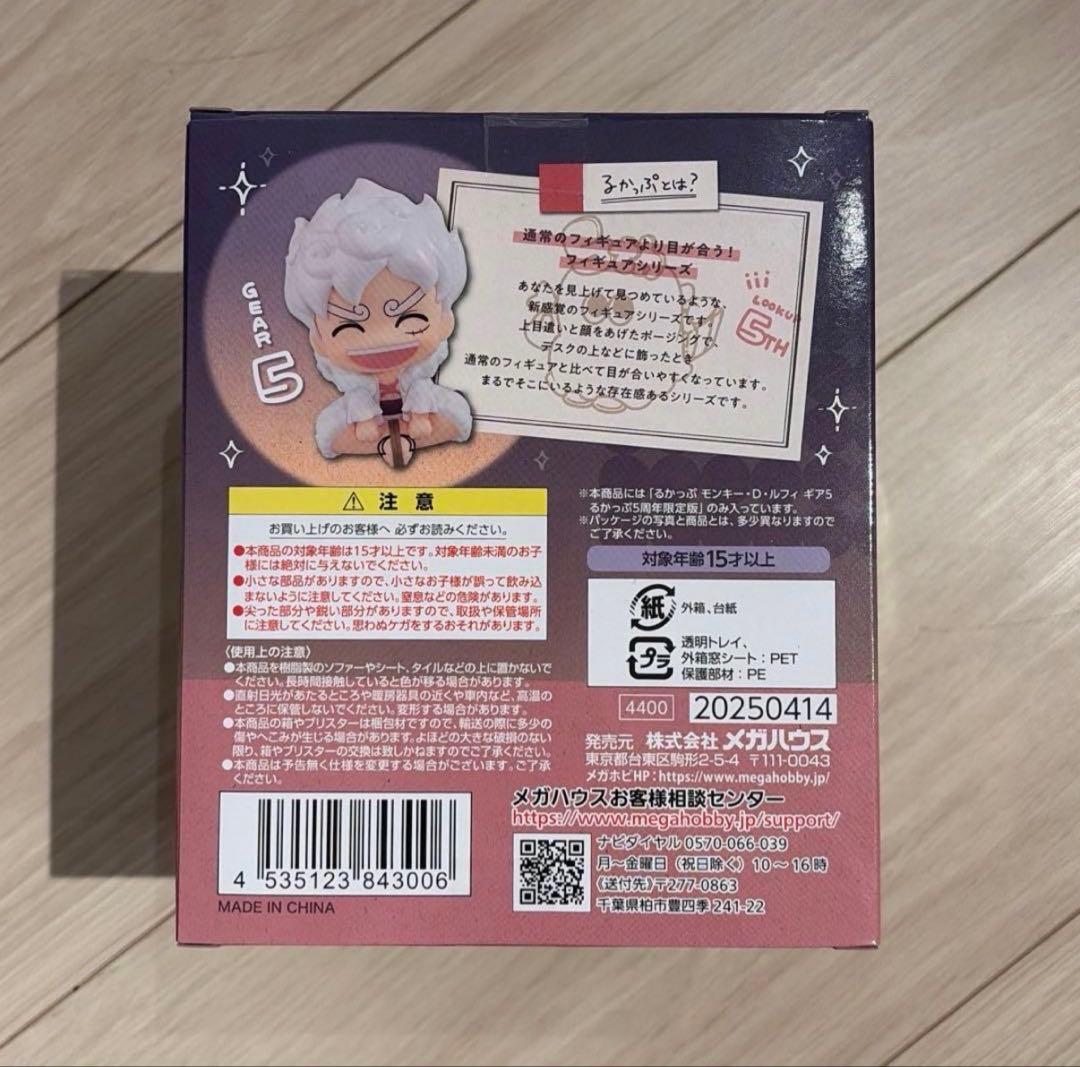 GEAR
5
るかっぷとは?
通常のフィギュアより目が合う!
フィギュアシリーズ
あなたを見上げて見つめているような、
新感覚のフィギュアシリーズです。
上目遣いと顔をあげたポージングで、
デスクの上などに飾ったとき
通常のフィギュアと比べて目が合いやすくなっています。
まるでそこにいるような存在感あるシリーズです。
LOOKUP
5TH
⚠ 注意
お買い上げのお客様へ 必ずお読みください。
●本商品の対象年齢は15才以上です。対象年齢未満のお子
様には絶対に与えないでください。
●小さな部品がありますので、小さなお子様が誤って飲み込
まないように注意してください。窒息などの危険があります。
●尖った部分や鋭い部分がありますので、取扱や保管場所
に注意してください。思わぬケガをするおそれがあります。
〈使用上の注意〉
●本商品を樹脂製のソファーやシート、タイルなどの上に置かないで
ください。長時間接触していると色が移る場合があります。
●直射日光があたるところや暖房器具の近くや車内など、高温の
ところに保管しないでください。変形する場合があります。
●本商品の箱やブリスターは梱包材ですので、輸送の際に多少の
傷やへこみが生じる場合があります。よほどの大きな破損のない
限り、箱やブリスターの交換は致しかねますのでご了承ください。
●本商品は予告無く仕様を変更する場合がございます。ご了承
ください。
4 535123 843006
MADE IN CHINA
※本商品には「るかっぷ モンキー・D・ルフィ ギア5
るかっぷ5周年限定版」のみ入っています。
※パッケージの写真と商品とは、多少異なりますので
ご了承ください。
対象年齢15才以上
紙 外箱、台紙
プラ 透明トレイ、
外箱窓シート:PET
保護部材:PE
4400 20250414
発売元 株式会社メガハウス
東京都台東区駒形2-5-4 〒111-0043
メガホビHP:https://www.megahobby.jp/
メガハウスお客様相談センター
https://www.megahobby.jp/support/
ナビダイヤル 0570-066-039
月〜金曜日(祝日除く)10〜16時
《送付先》〒277-0863
千葉県柏市豊四季241-22